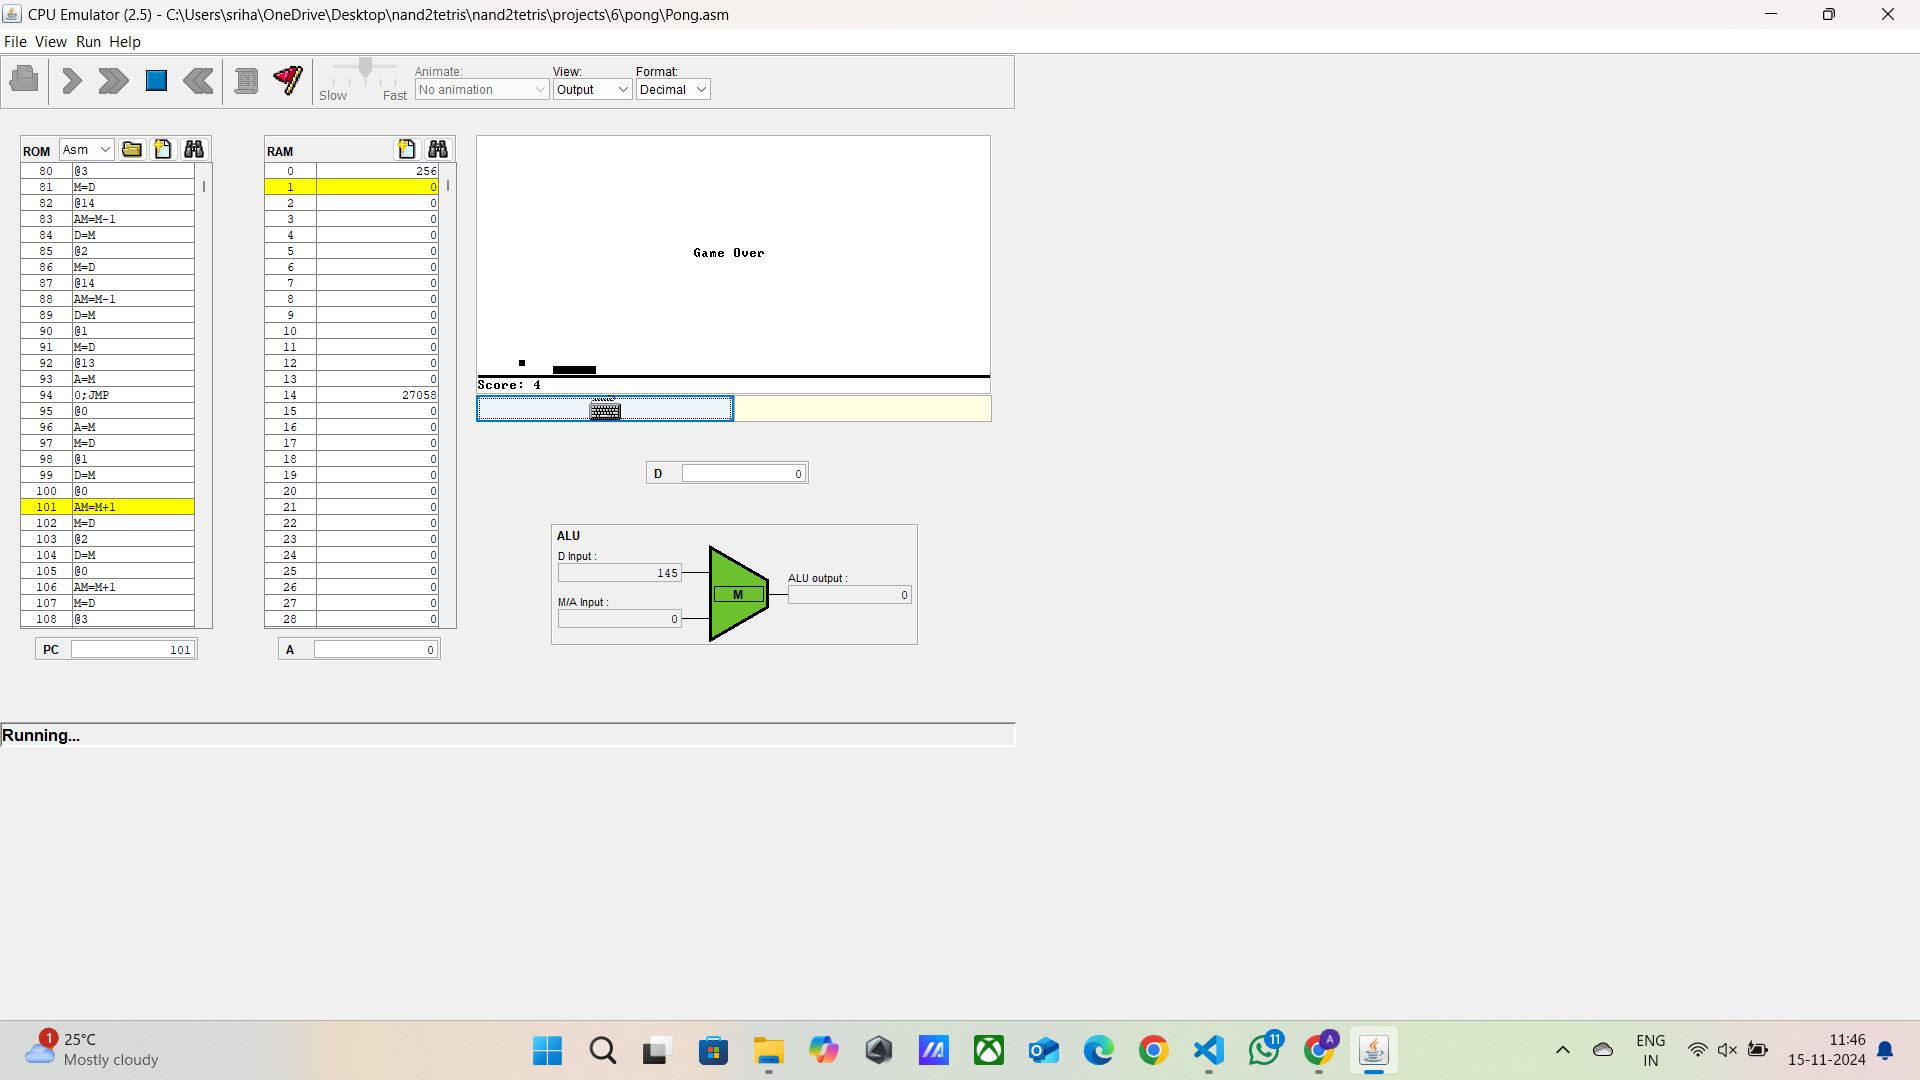 CPU Emulator (2.5) - C:\Users\sriha\OneDrive\Desktop\nand2tetris\nand2tetris\projects\6\pong\Pong.asm
File View Run Help
Slow Fast
Animate:
No animation
View:
Output
Format:
Decimal
ROM Asm
80 @3
81 M=D
82 @14
83 AM=M-1
84 D=M
85 @2
86 M=D
87 @14
88 AM=M-1
89 D=M
90 @1
91 M=D
92 @13
93 A=M
94 0;JMP
95 @0
96 A=M
97 M=D
98 @1
99 D=M
100 @0
101 AM=M+1
102 M=D
103 @2
104 D=M
105 @0
106 AM=M+1
107 M=D
108 @3
PC 101
RAM
0 256
1 0
2 0
3 0
4 0
5 0
6 0
7 0
8 0
9 0
10 0
11 0
12 0
13 0
14 27058
15 0
16 0
17 0
18 0
19 0
20 0
21 0
22 0
23 0
24 0
25 0
26 0
27 0
28 0
A 0
Game Over
Score: 4
D 0
ALU
D Input :
145
M/A Input :
0
M
ALU output :
0
Running...
1
25°C
Mostly cloudy
11
A
ENG
IN
11:46
15-11-2024